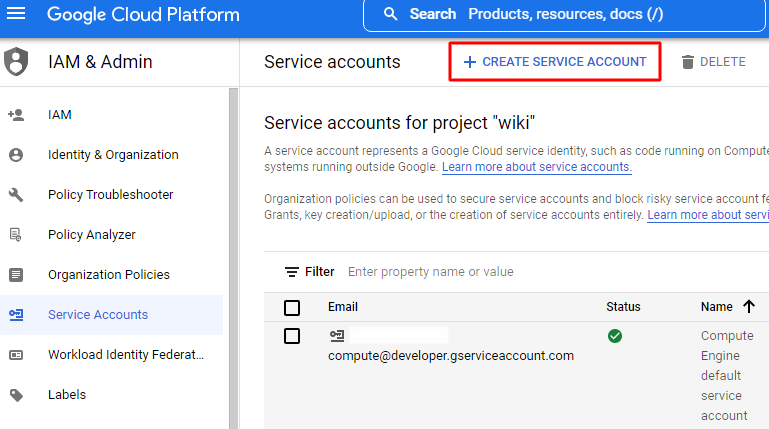 Google Cloud Platform
Search Products, resources, docs (/)
IAM & Admin
Service accounts
CREATE SERVICE ACCOUNT
DELETE
IAM
Identity & Organization
Policy Troubleshooter
Policy Analyzer
Organization Policies
Service Accounts
Workload Identity Federat...
Labels
Service accounts for project "wiki"
A service account represents a Google Cloud service identity, such as code running on Compute
systems running outside Google. Learn more about service accounts.
Organization policies can be used to secure service accounts and block risky service account fe
Grants, key creation/upload, or the creation of service accounts entirely. Learn more about servi
Filter Enter property name or value
Email Status Name
compute@developer.gserviceaccount.com
Compute
Engine
default
service
account